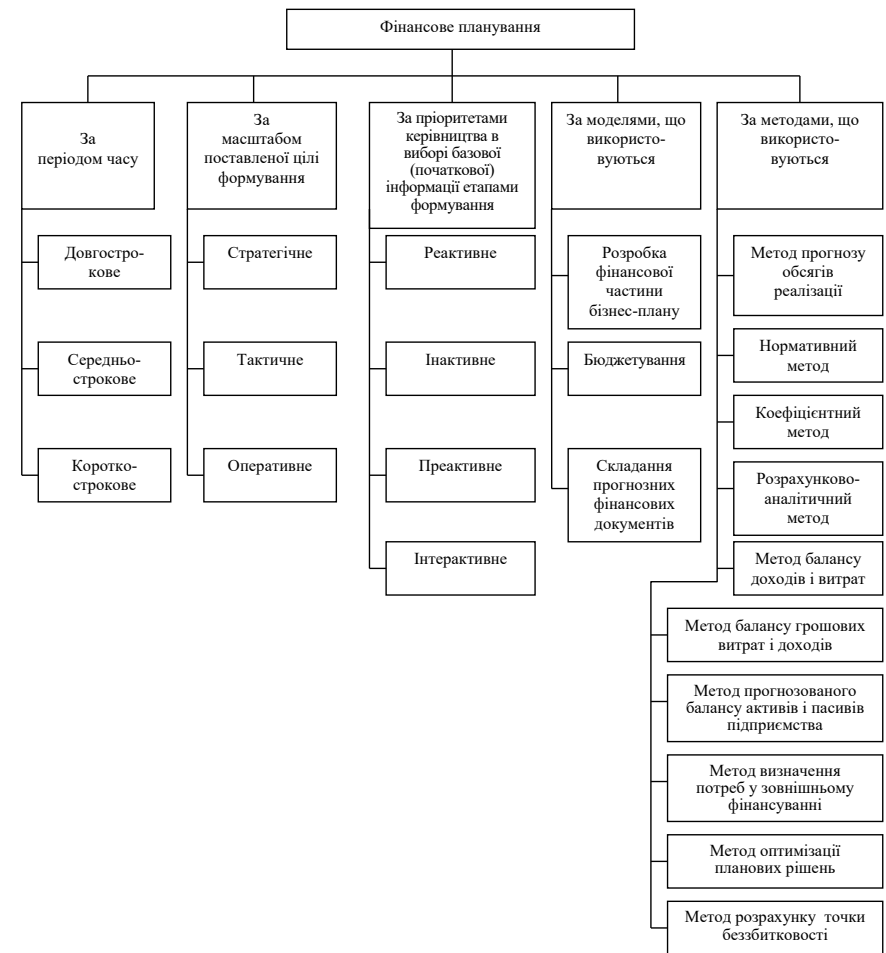 Фінансове планування
За
періодом часу
За
масштабом
поставленої цілі
формування
За пріоритетами
керівництва в
виборі базової
(початкової)
інформації етапами
формування
За моделями, що
використо-
вуються
За методами, що
використо-
вуються
Довгостро-
кове
Середньо-
строкове
Коротко-
строкове
Стратегічне
Тактичне
Оперативне
Реактивне
Інактивне
Преактивне
Інтерактивне
Розробка
фінансової
частини
бізнес-плану
Бюджетування
Складання
прогнозних
фінансових
документів
Метод прогнозу
обсягів
реалізації
Нормативний
метод
Коефіцієнтний
метод
Розрахунково-
аналітичний
метод
Метод балансу
доходів і витрат
Метод балансу грошових
витрат і доходів
Метод прогнозованого
балансу активів і пасивів
підприємства
Метод визначення
потреб у зовнішньому
фінансуванні
Метод оптимізації
планових рішень
Метод розрахунку точки
беззбитковості